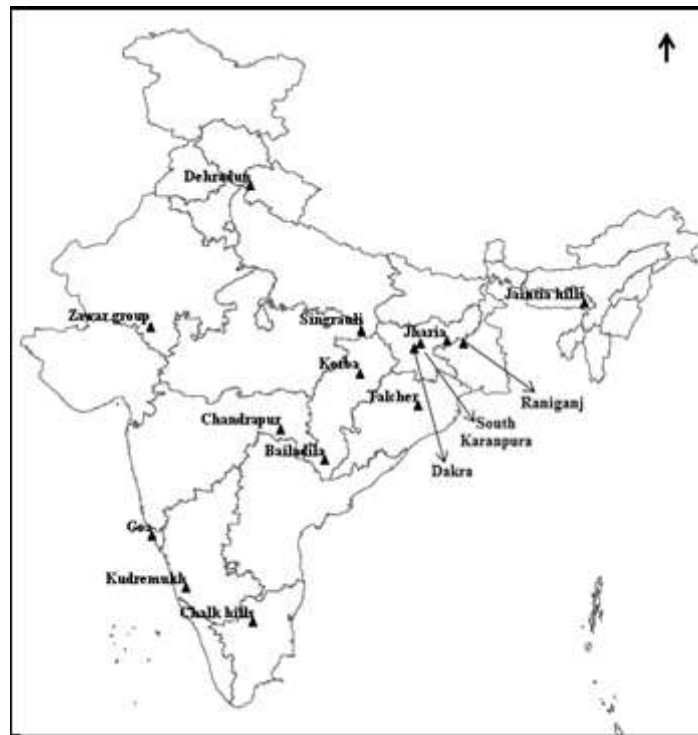 Dehradun
Jaintia hills
Zawar group
Singrauli
Jharia
Korba
Talcher
Raniganj
South
Karanpura
Chandrapur
Bailadila
Dakra
Goa
Kudremukh
Chalk hills